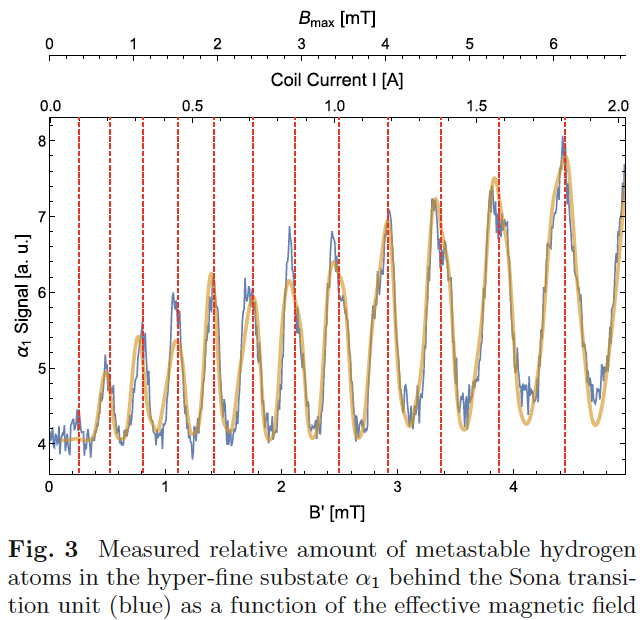 B_max [mT]
0 1 2 3 4 5 6
Coil Current I [A]
0.0 0.5 1.0 1.5 2.0
8
7
6
5
4
α₁ Signal [a. u.]
0 1 2 3 4
B' [mT]
Fig. 3 Measured relative amount of metastable hydrogen
atoms in the hyper-fine substate α₁ behind the Sona transi-
tion unit (blue) as a function of the effective magnetic field